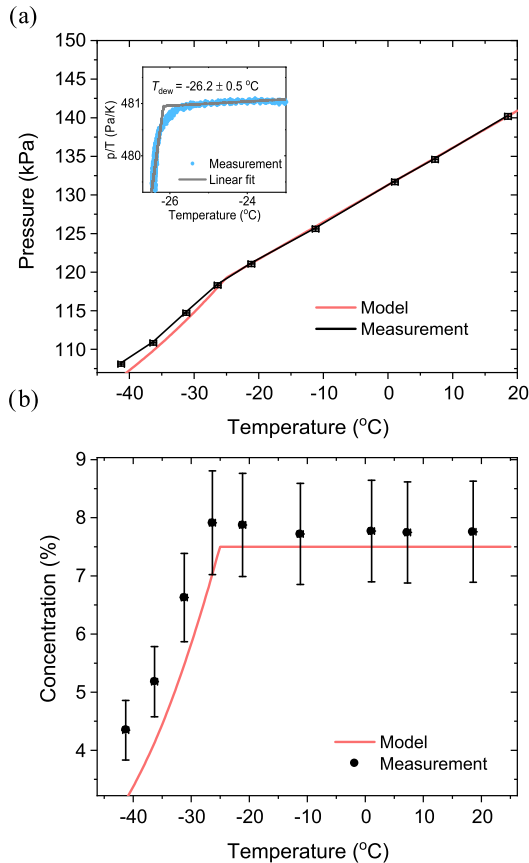 (a)
150
145
140
135
130
125
120
115
110
Pressure (kPa)
T_dew = -26.2 ± 0.5 °C
481
480
p/T (Pa/K)
Measurement
Linear fit
-26
-24
Temperature (°C)
Model
Measurement
-40
-30
-20
-10
0
10
20
Temperature (°C)
(b)
9
8
7
6
5
4
Concentration (%)
Model
Measurement
-40
-30
-20
-10
0
10
20
Temperature (°C)